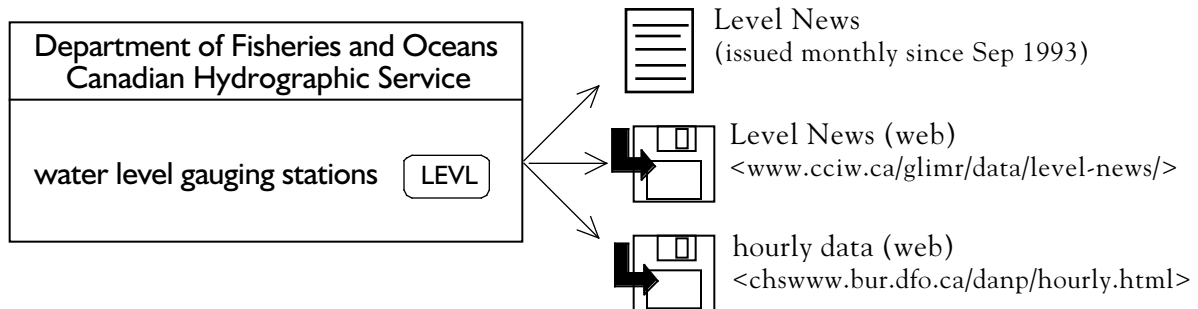 Department of Fisheries and Oceans
Canadian Hydrographic Service
water level gauging stations LEVL
Level News
(issued monthly since Sep 1993)
Level News (web)
<www.cciw.ca/glimr/data/level-news/>
hourly data (web)
<chswww.bur.dfo.ca/danp/hourly.html>